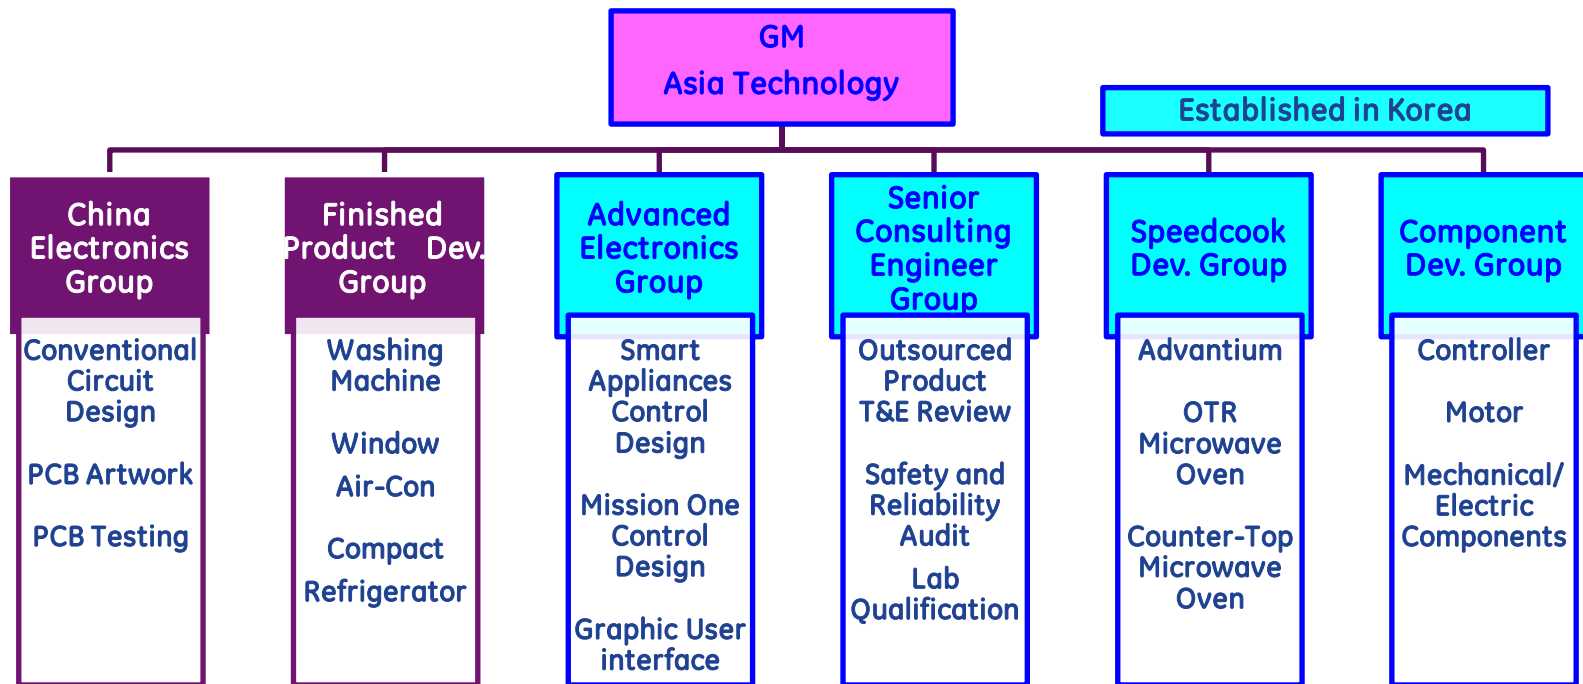 GM
Asia Technology
Established in Korea
China
Electronics
Group
Conventional
Circuit
Design
PCB Artwork
PCB Testing
Finished
Product Dev.
Group
Washing
Machine
Window
Air-Con
Compact
Refrigerator
Advanced
Electronics
Group
Smart
Appliances
Control
Design
Mission One
Control
Design
Graphic User
interface
Senior
Consulting
Engineer
Group
Outsourced
Product
T&E Review
Safety and
Reliability
Audit
Lab
Qualification
Speedcook
Dev. Group
Advantium
OTR
Microwave
Oven
Counter-Top
Microwave
Oven
Component
Dev. Group
Controller
Motor
Mechanical/
Electric
Components